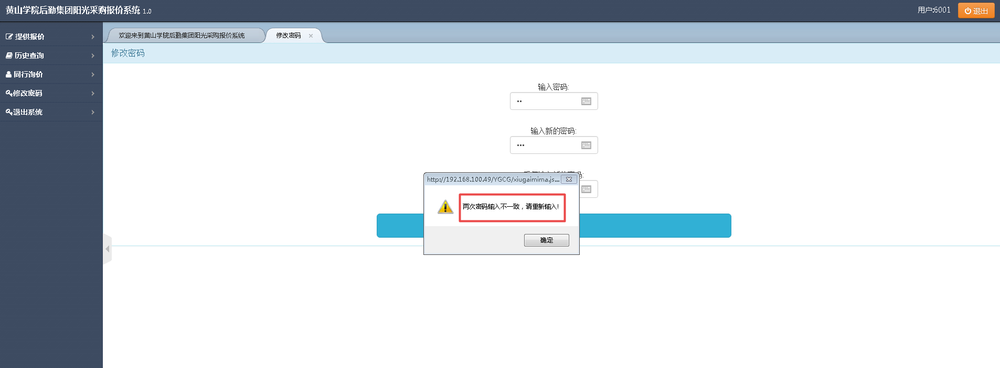 黄山学院后勤集团阳光采购报价系统 1.0
用户:6001
退出
提供报价
历史查询
同行询价
修改密码
退出系统
欢迎来到黄山学院后勤集团阳光采购报价系统
修改密码
修改密码
输入密码:
输入新的密码:
http://192.168.100.49/YGCG/xiugaimima.js...
两次密码输入不一致，请重新输入!
确定